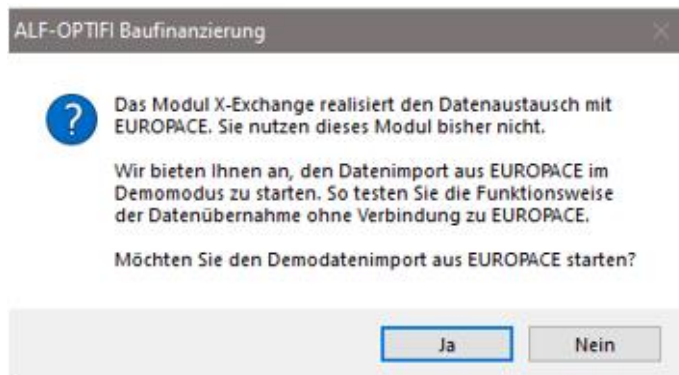 ALF-OPTIFI Baufinanzierung
Das Modul X-Exchange realisiert den Datenaustausch mit
EUROPACE. Sie nutzen dieses Modul bisher nicht.
Wir bieten Ihnen an, den Datenimport aus EUROPACE im
Demomodus zu starten. So testen Sie die Funktionsweise
der Datenübernahme ohne Verbindung zu EUROPACE.
Möchten Sie den Demodatenimport aus EUROPACE starten?
Ja
Nein